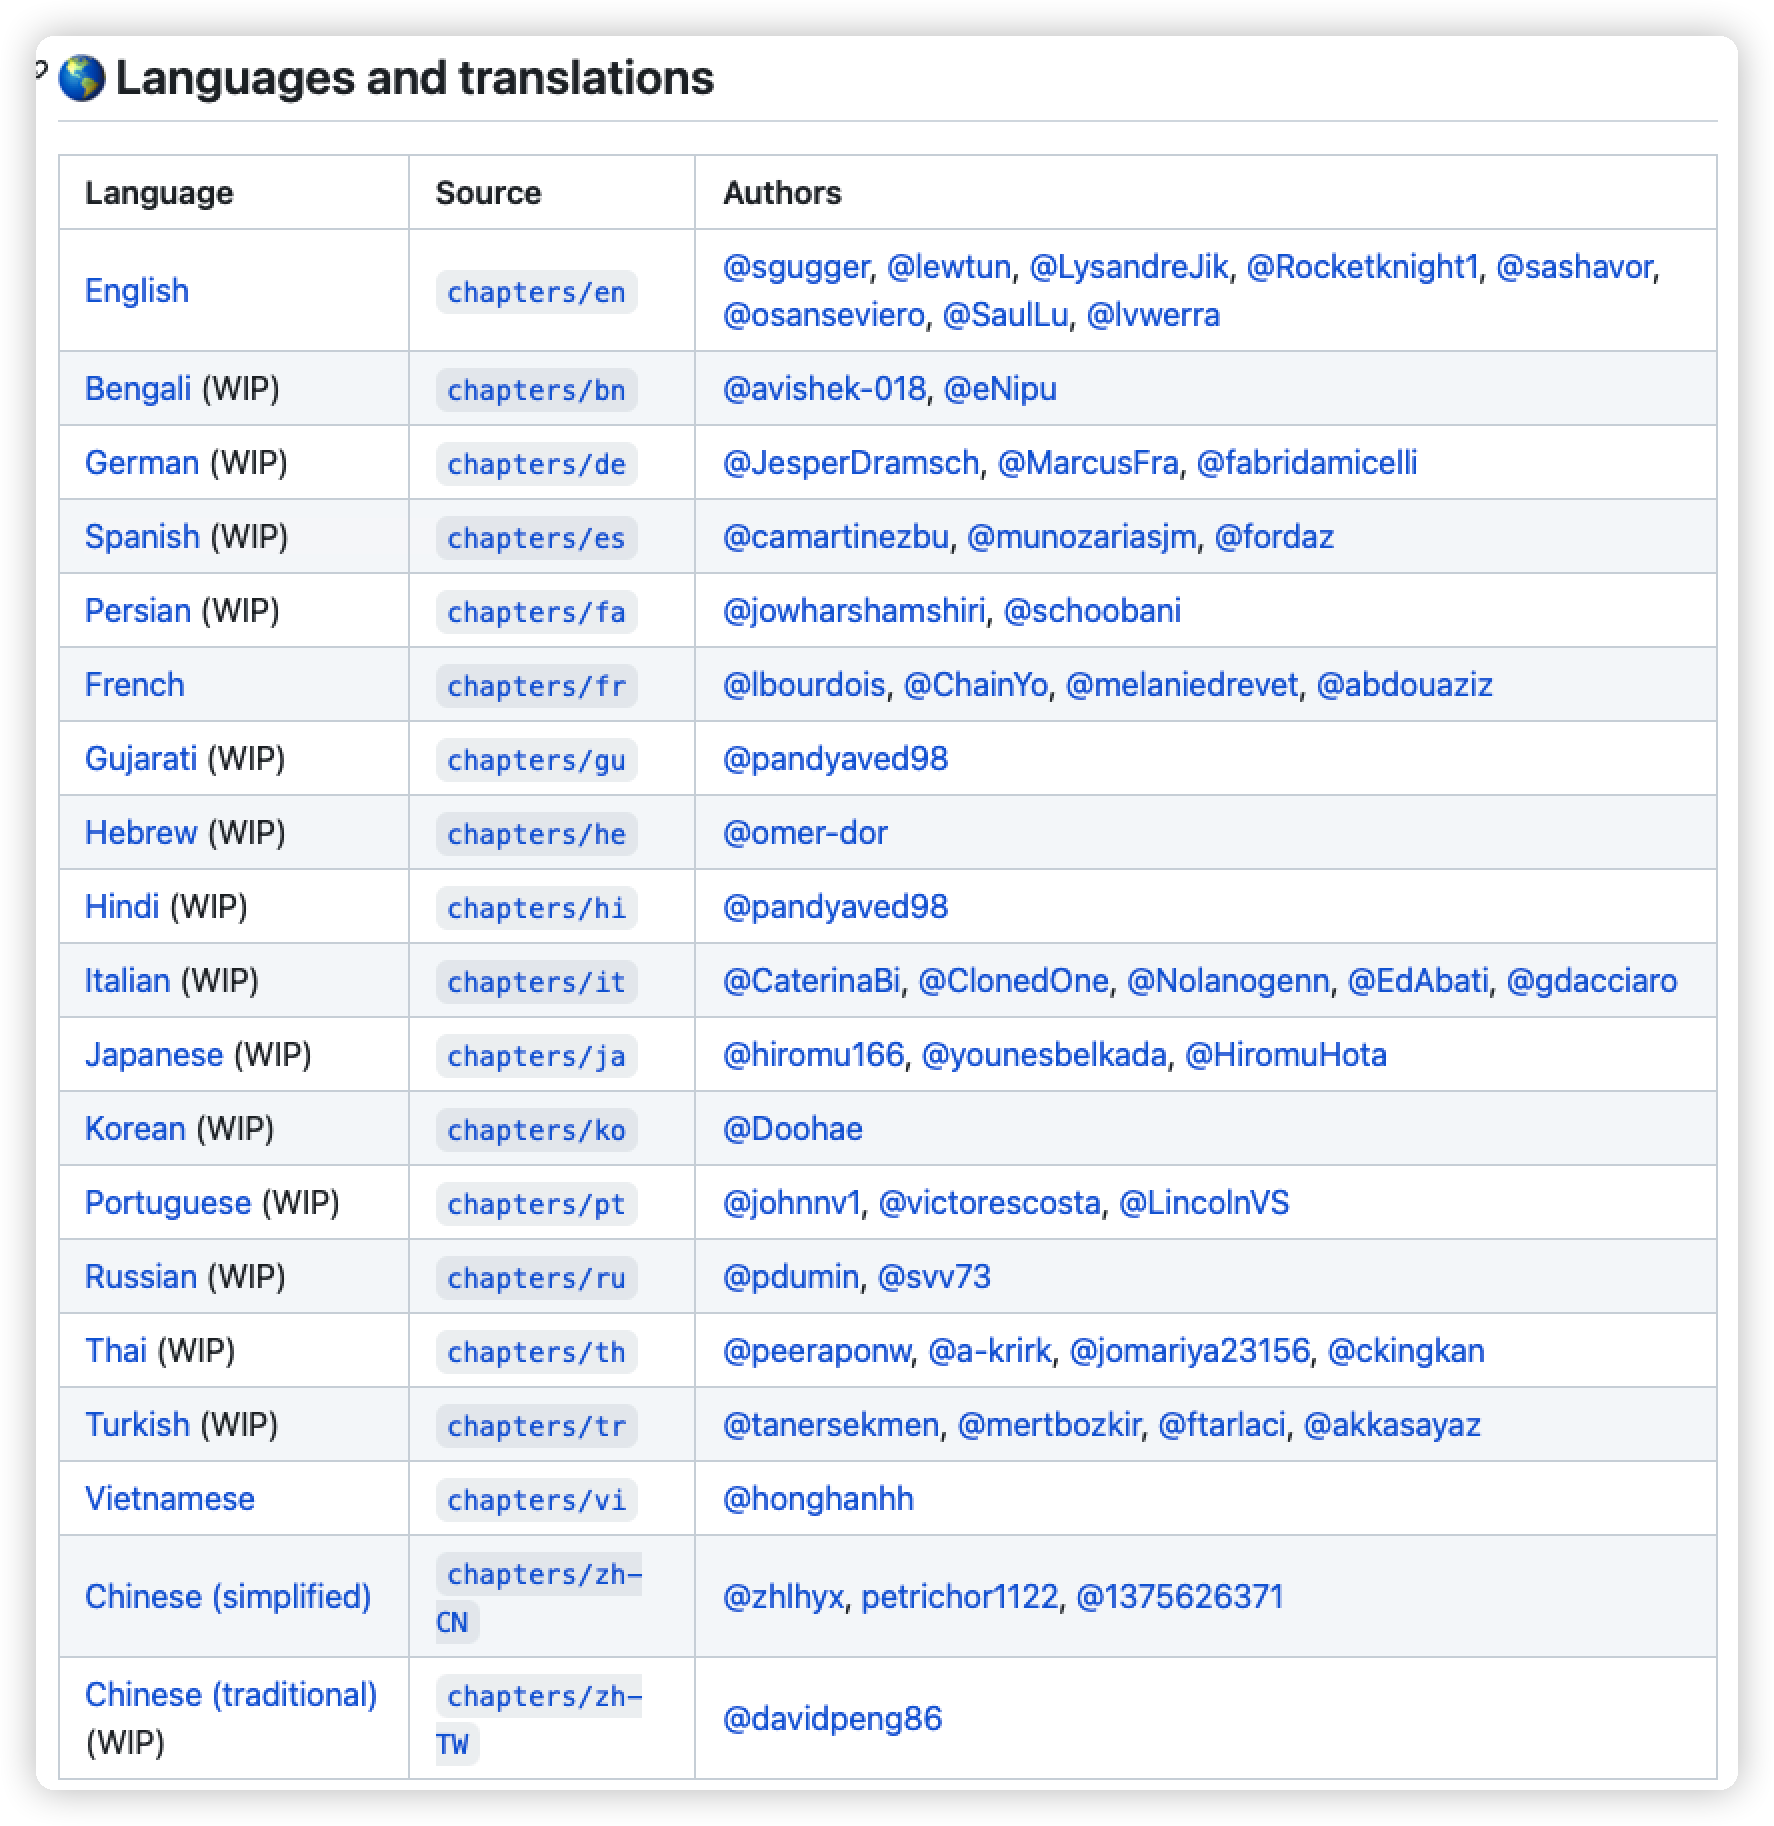 🌎 Languages and translations
Language Source Authors
English chapters/en @sgugger, @lewtun, @LysandreJik, @Rocketknight1, @sashavor,
@osanseviero, @SaulLu, @lvwerra
Bengali (WIP) chapters/bn @avishek-018, @eNipu
German (WIP) chapters/de @JesperDramsch, @MarcusFra, @fabridamicelli
Spanish (WIP) chapters/es @camartinezbu, @munozariasjm, @fordaz
Persian (WIP) chapters/fa @jowharshamshiri, @schoobani
French chapters/fr @lbourdois, @ChainYo, @melaniedrevet, @abdouaziz
Gujarati (WIP) chapters/gu @pandyaved98
Hebrew (WIP) chapters/he @omer-dor
Hindi (WIP) chapters/hi @pandyaved98
Italian (WIP) chapters/it @CaterinaBi, @ClonedOne, @Nolanogenn, @EdAbati, @gdacciaro
Japanese (WIP) chapters/ja @hiromu166, @younesbelkada, @HiromuHota
Korean (WIP) chapters/ko @Doohae
Portuguese (WIP) chapters/pt @johnnv1, @victorescosta, @LincolnVS
Russian (WIP) chapters/ru @pdumin, @svv73
Thai (WIP) chapters/th @peeraponw, @a-krirk, @jomariya23156, @ckingkan
Turkish (WIP) chapters/tr @tanersekmen, @mertbozkir, @ftarlaci, @akkasayaz
Vietnamese chapters/vi @honghanhh
Chinese (simplified) chapters/zh-
CN @zhlhyx, petrichor1122, @1375626371
Chinese (traditional)
(WIP) chapters/zh-
TW @davidpeng86